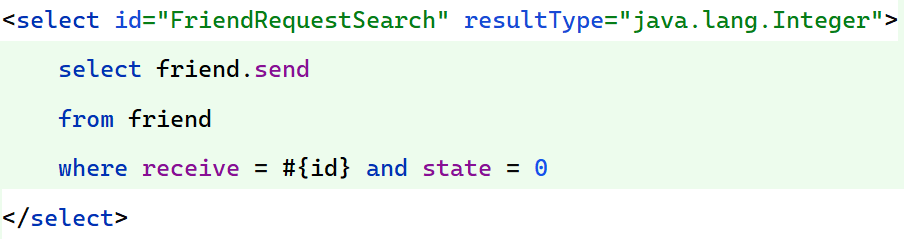 <select id="FriendRequestSearch" resultType="java.lang.Integer">
select friend.send
from friend
where receive = #{id} and state = 0
</select>